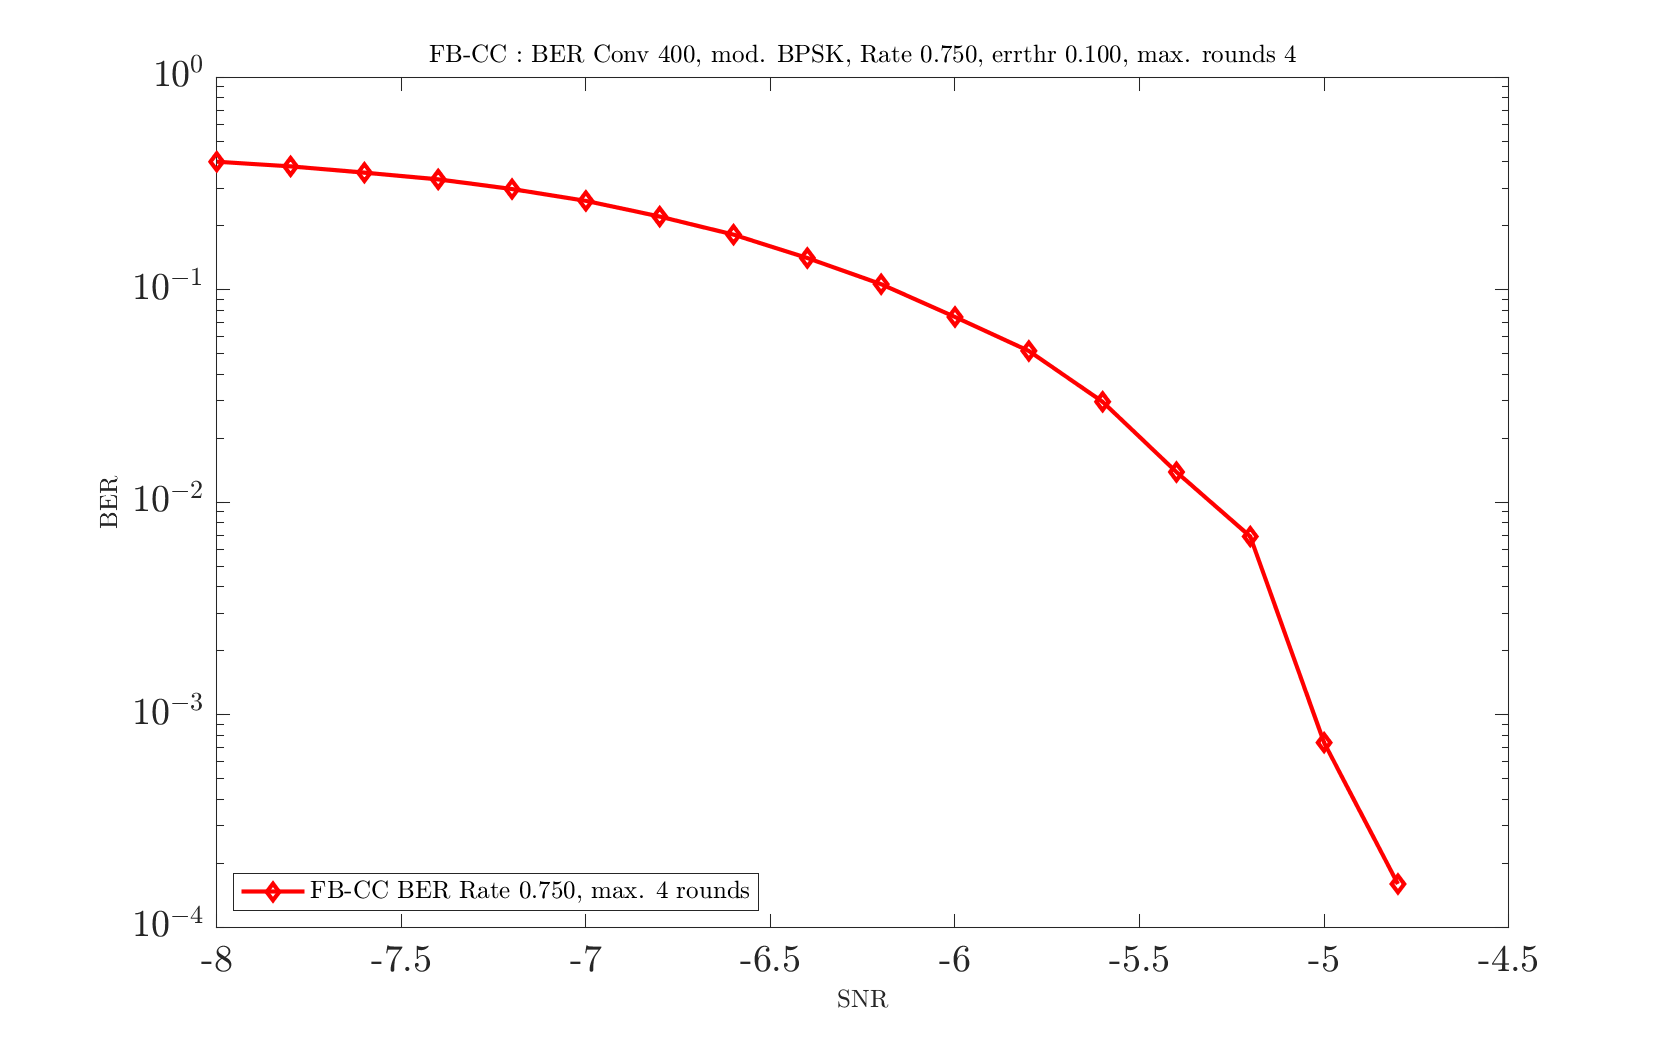 FB-CC : BER Conv 400, mod. BPSK, Rate 0.750, errthr 0.100, max. rounds 4
10^0
10^{-1}
10^{-2}
10^{-3}
10^{-4}
BER
FB-CC BER Rate 0.750, max. 4 rounds
-8 -7.5 -7 -6.5 -6 -5.5 -5 -4.5
SNR